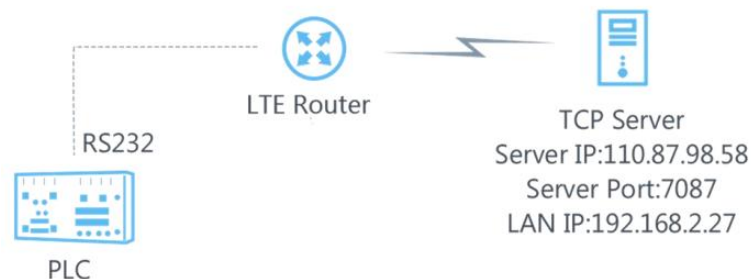 LTE Router
RS232
PLC
TCP Server
Server IP:110.87.98.58
Server Port:7087
LAN IP:192.168.2.27